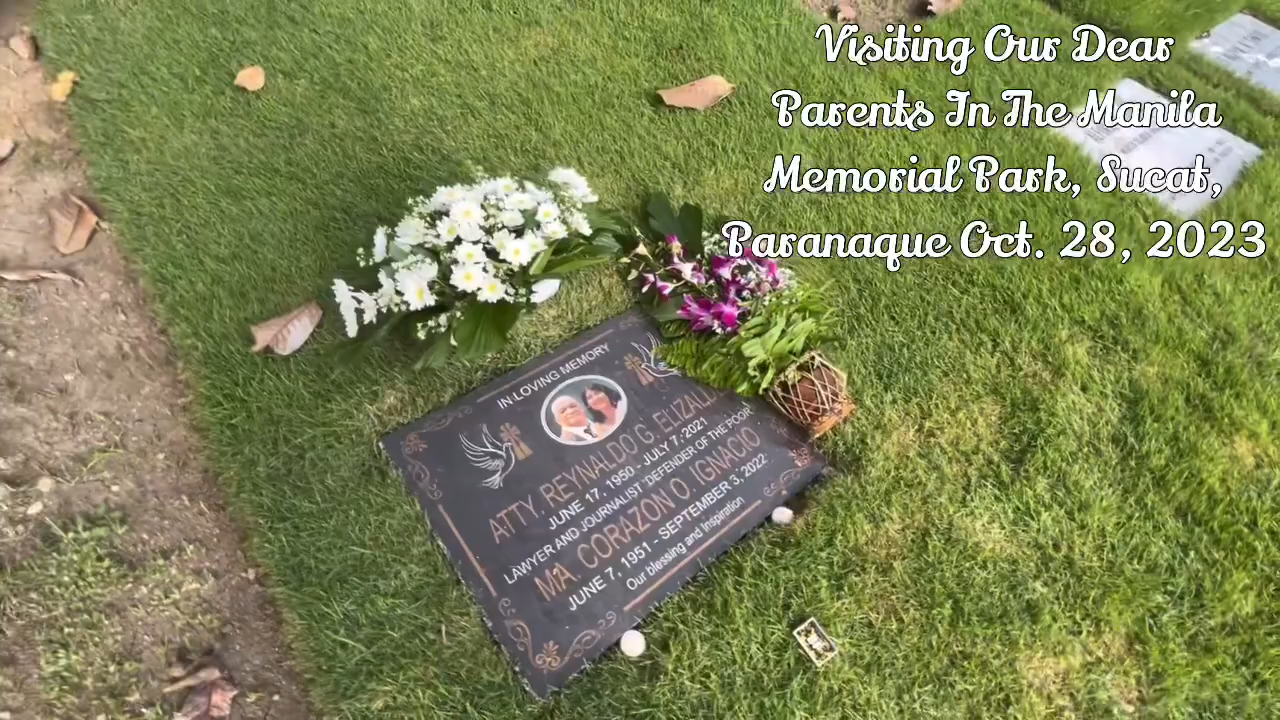 Visiting Our Dear
Parents In The Manila
Memorial Park, Sucat,
Paranaque Oct. 28, 2023
IN LOVING MEMORY
ATTY. REYNALDO G.
JUNE 17, 1950 - JULY 7, 2021
LAWYER AND JOURNALIST "DEFENDER OF THE POOR
MA. CORAZON O. IGNACIO
JUNE 7, 1951 - SEPTEMBER 3, 2022
Our blessing and Inspiration